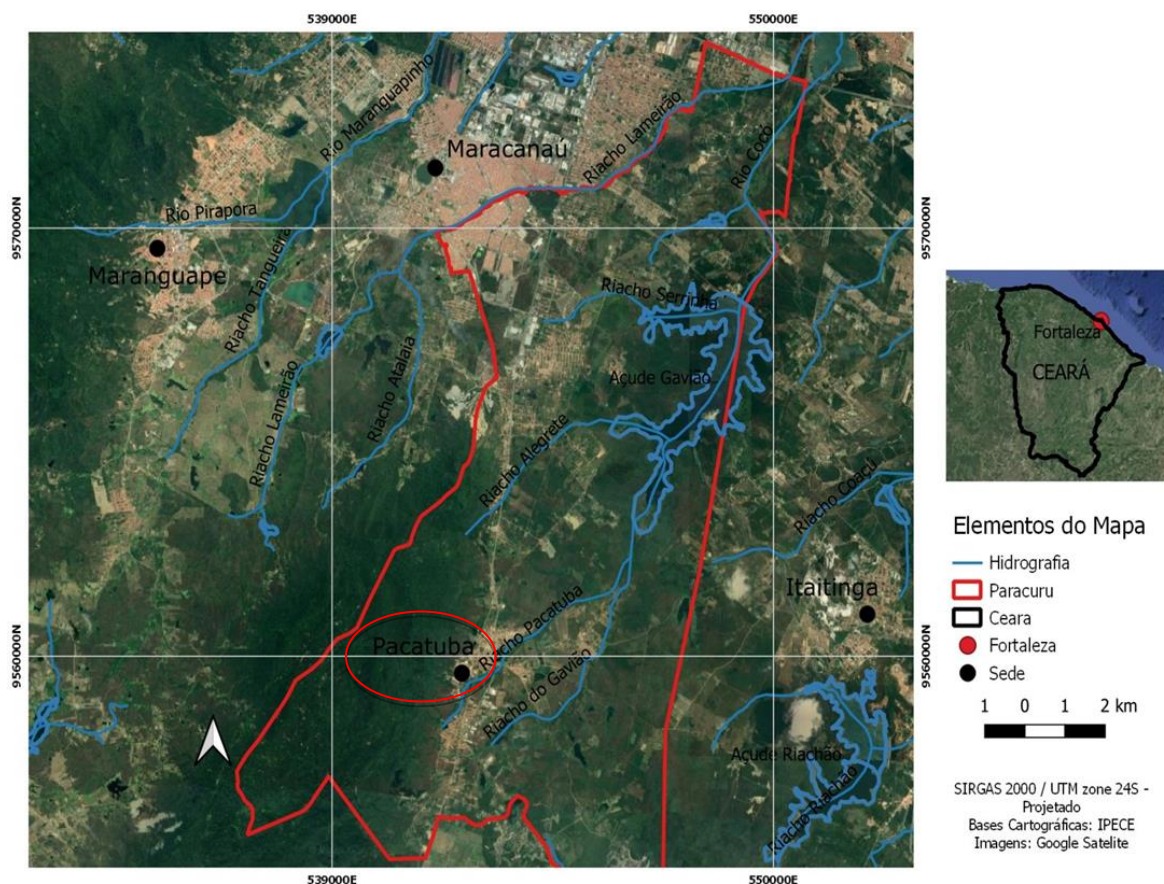 539000E
550000E
Rio Maranguapinho
Maracanaú
Riacho Lameirão
Rio Cocó
Rio Pirapora
9570000N
9570000N
Maranguape
Riacho Tangueira
Riacho Serrinha
Fortaleza
CEARÁ
Açude Gavião
Riacho Lameirão
Riacho Atalaia
Riacho Alegrete
Riacho Coaçú
Elementos do Mapa
Hidrografia
Paracuru
Ceara
Fortaleza
Sede
Itaitinga
Pacatuba
Riacho Pacatuba
9560000N
9560000N
Riacho do Gavião
1 0 1 2 km
Açude Riachão
Riacho Riachão
SIRGAS 2000 / UTM zone 24S -
Projetado
Bases Cartográficas: IPECE
Imagens: Google Satelite
539000E
550000E